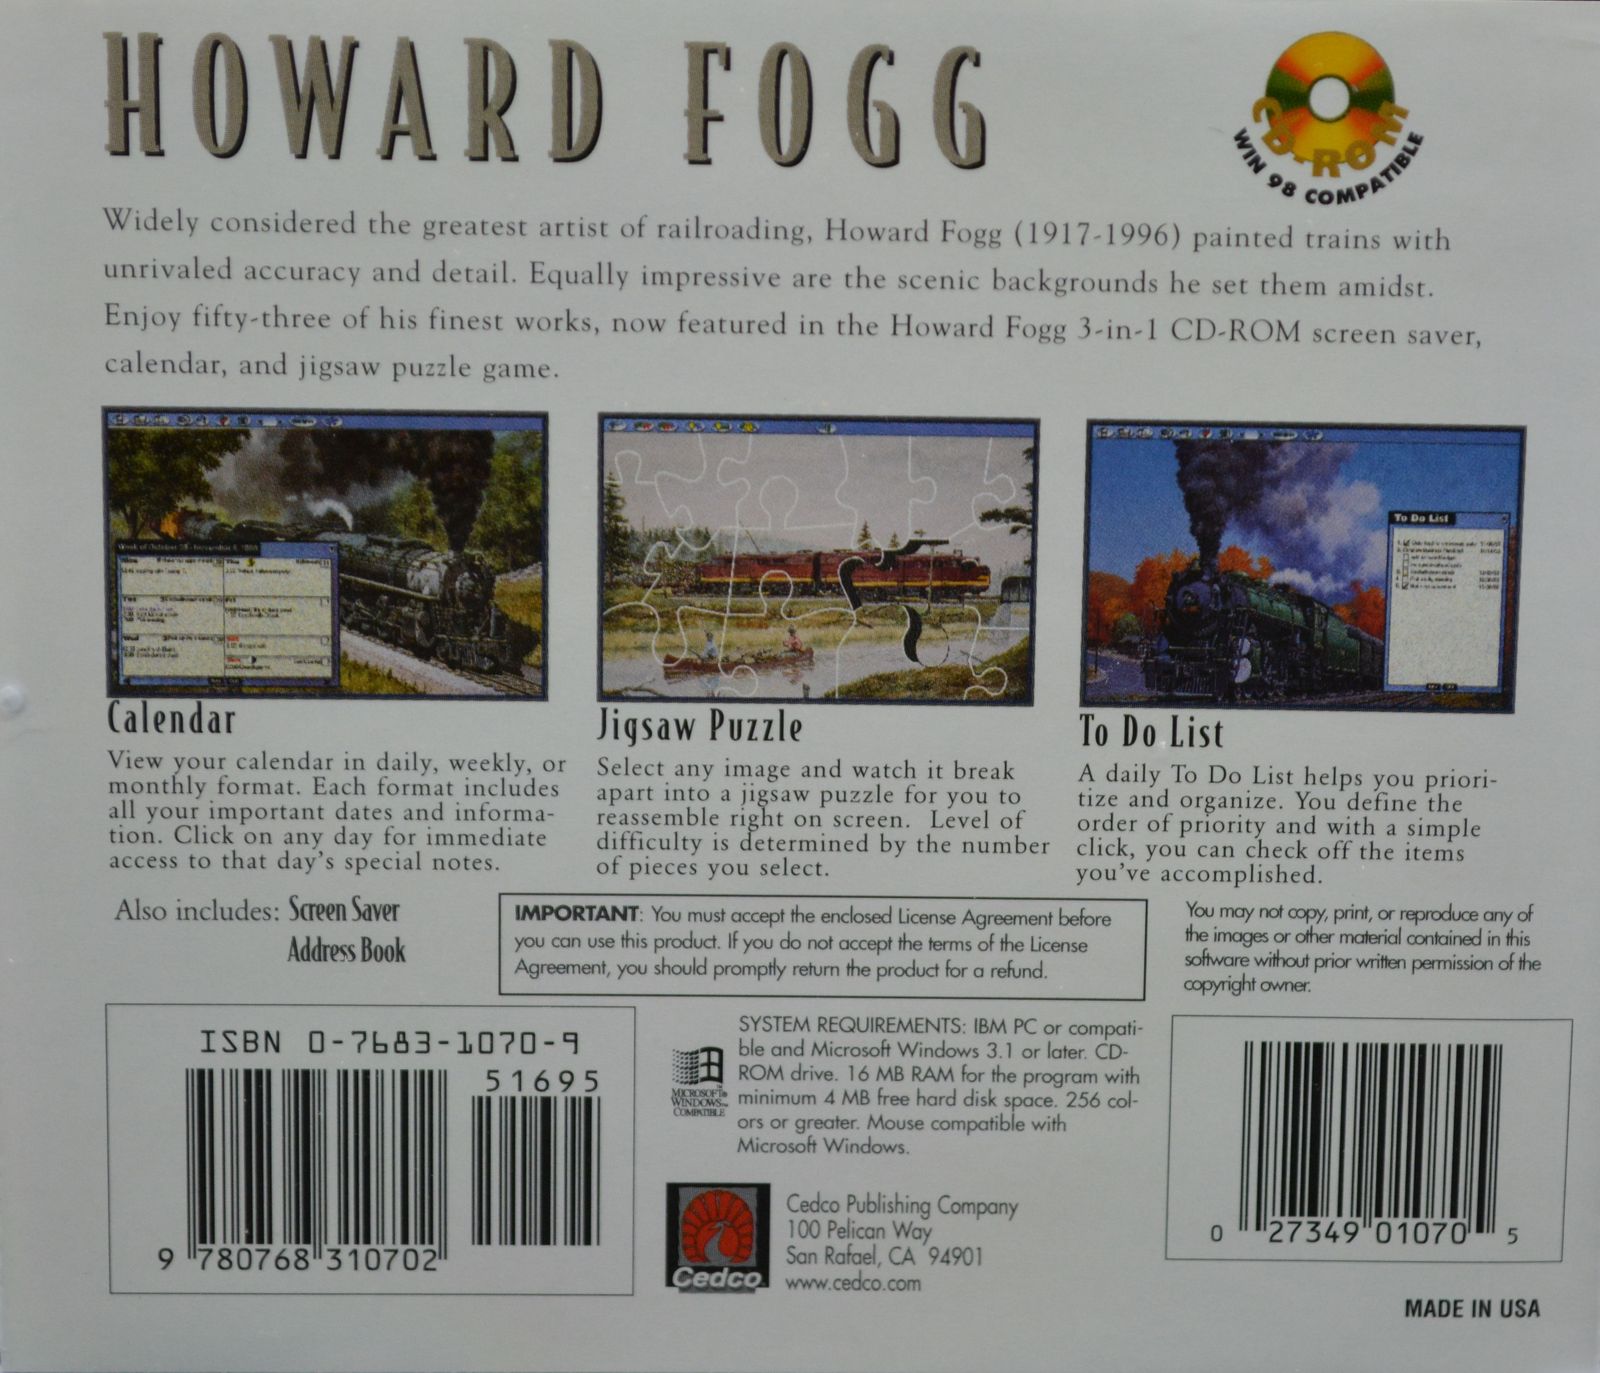 HOWARD FOGG
CD-ROM
WIN 98 COMPATIBLE
Widely considered the greatest artist of railroading, Howard Fogg (1917-1996) painted trains with
unrivaled accuracy and detail. Equally impressive are the scenic backgrounds he set them amidst.
Enjoy fifty-three of his finest works, now featured in the Howard Fogg 3-in-1 CD-ROM screen saver,
calendar, and jigsaw puzzle game.
To Do List
Calendar
View your calendar in daily, weekly, or
monthly format. Each format includes
all your important dates and informa-
tion. Click on any day for immediate
access to that day's special notes.
Jigsaw Puzzle
Select any image and watch it break
apart into a jigsaw puzzle for you to
reassemble right on screen. Level of
difficulty is determined by the number
of pieces you select.
To Do List
A daily To Do List helps you priori-
tize and organize. You define the
order of priority and with a simple
click, you can check off the items
you've accomplished.
Also includes: Screen Saver
Address Book
IMPORTANT: You must accept the enclosed License Agreement before
you can use this product. If you do not accept the terms of the License
Agreement, you should promptly return the product for a refund.
You may not copy, print, or reproduce any of
the images or other material contained in this
software without prior written permission of the
copyright owner.
ISBN 0-7683-1070-9
51695
9 780768 310702
MICROSOFT®
WINDOWS™
COMPATIBLE
SYSTEM REQUIREMENTS: IBM PC or compati-
ble and Microsoft Windows 3.1 or later. CD-
ROM drive. 16 MB RAM for the program with
minimum 4 MB free hard disk space. 256 col-
ors or greater. Mouse compatible with
Microsoft Windows.
Cedco
Cedco Publishing Company
100 Pelican Way
San Rafael, CA 94901
www.cedco.com
0 27349 01070 5
MADE IN USA